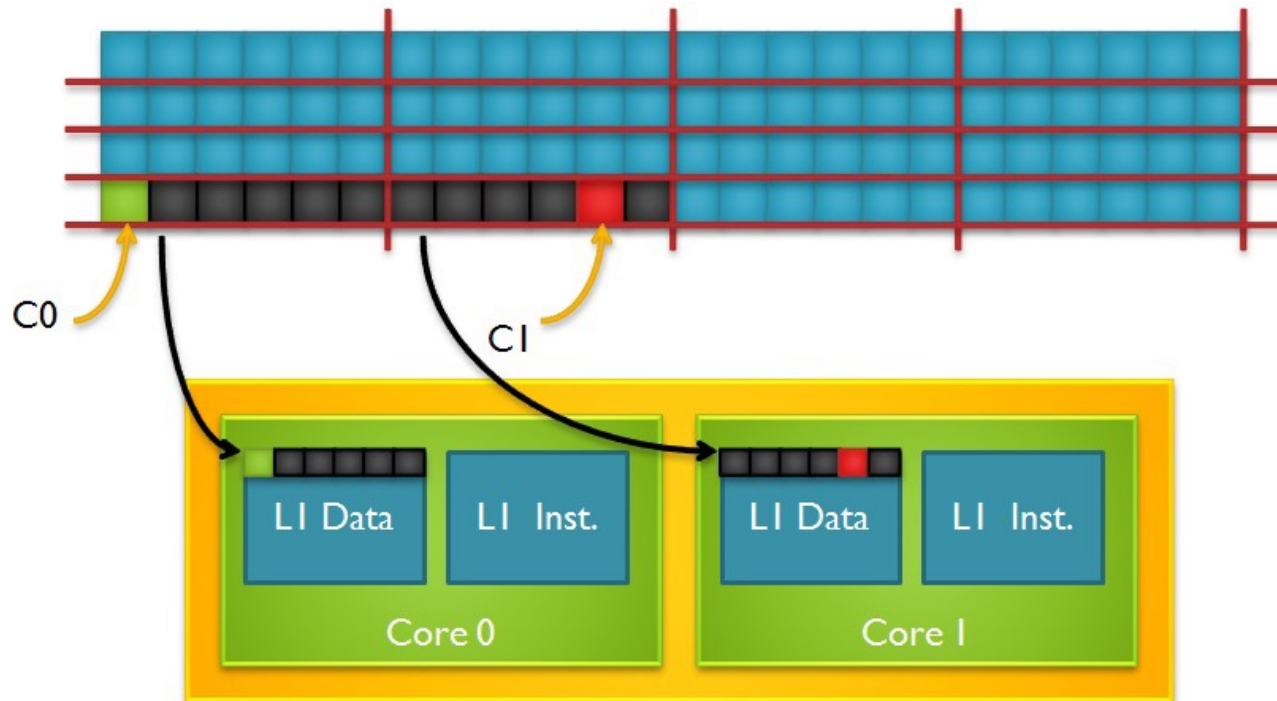 C0
C1
L1 Data
L1 Inst.
L1 Data
L1 Inst.
Core 0
Core 1